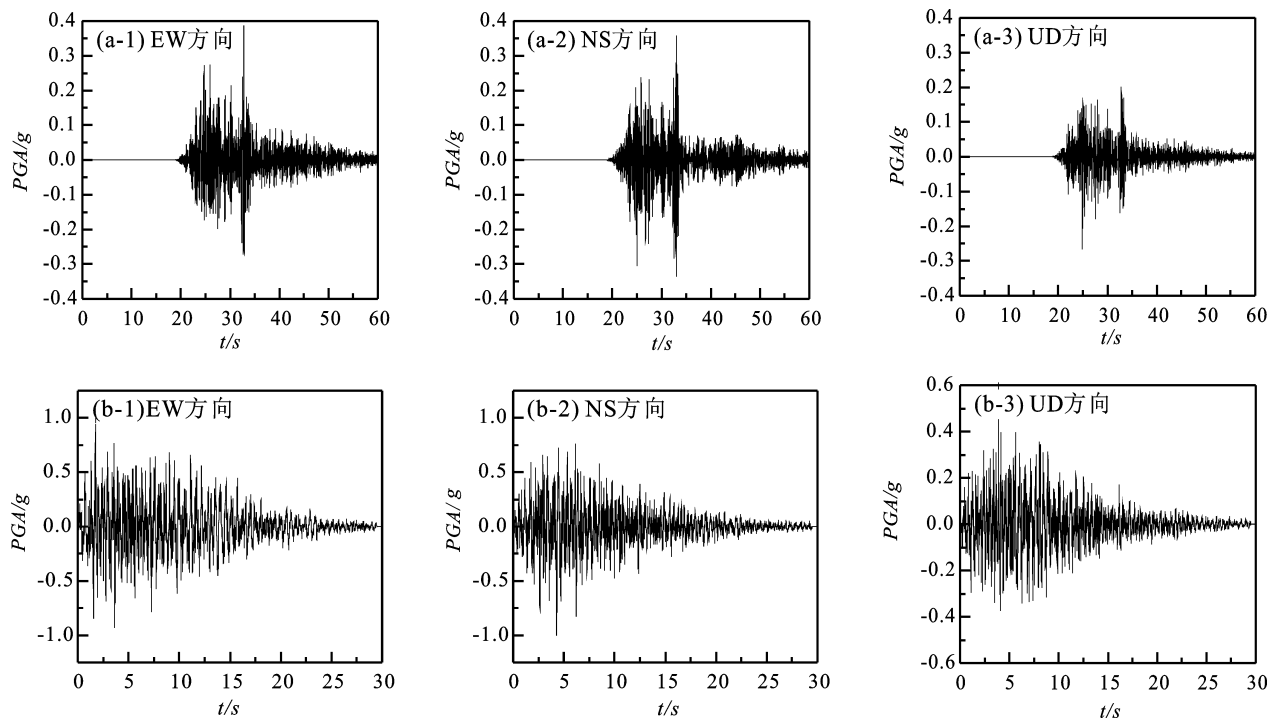 (a-1) EW方向
0.4
0.3
0.2
0.1
0.0
-0.1
-0.2
-0.3
-0.4
PGA/g
0 10 20 30 40 50 60
t/s
(a-2) NS方向
0.4
0.3
0.2
0.1
0.0
-0.1
-0.2
-0.3
-0.4
PGA/g
0 10 20 30 40 50 60
t/s
(a-3) UD方向
0.4
0.3
0.2
0.1
0.0
-0.1
-0.2
-0.3
-0.4
PGA/g
0 10 20 30 40 50 60
t/s
(b-1)EW方向
1.0
0.5
0.0
-0.5
-1.0
PGA/g
0 5 10 15 20 25 30
t/s
(b-2) NS方向
1.0
0.5
0.0
-0.5
-1.0
PGA/g
0 5 10 15 20 25 30
t/s
(b-3) UD方向
0.6
0.4
0.2
0.0
-0.2
-0.4
-0.6
PGA/g
0 5 10 15 20 25 30
t/s